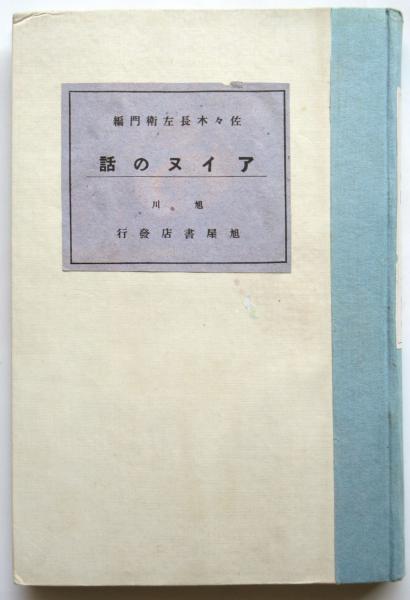 佐々木長左衛門編
アイヌの話
旭川
旭屋書店發行